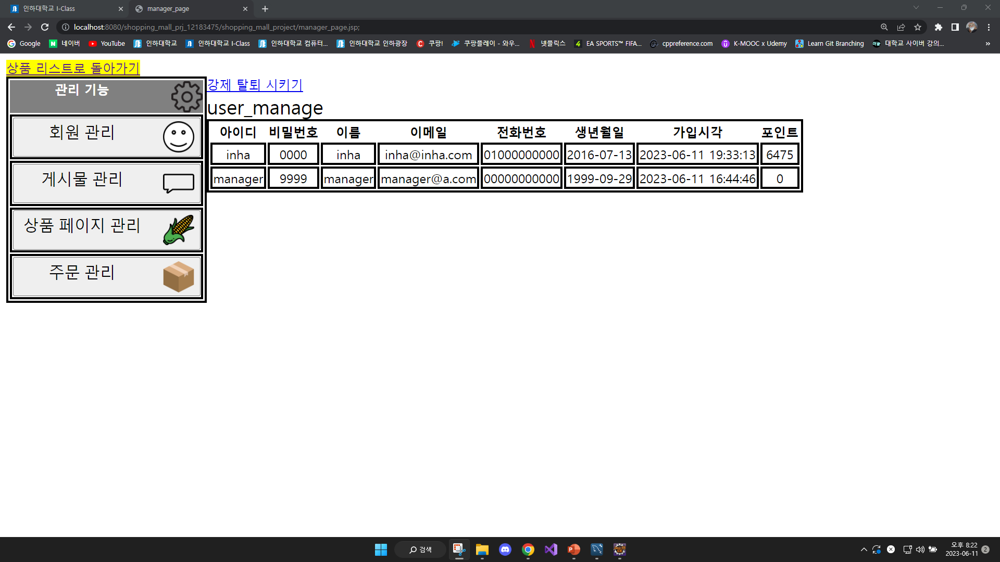 인하대학교 I-Class
manager_page
localhost:8080/shopping_mall_prj_12183475/shopping_mall_project/manager_page.jsp;
Google 네이버 YouTube 인하대학교 인하대학교 I-Class 인하대학교 컴퓨터... 인하대학교 인하광장 쿠팡! 쿠팡플레이 - 와우... 넷플릭스 EA SPORTS™ FIFA... cppreference.com K-MOOC x Udemy Learn Git Branching 대학교 사이버 강의... »
상품 리스트로 돌아가기
관리 기능
회원 관리
게시물 관리
상품 페이지 관리
주문 관리
강제 탈퇴 시키기
user_manage
아이디 비밀번호 이름 이메일 전화번호 생년월일 가입시각 포인트
inha 0000 inha inha@inha.com 01000000000 2016-07-13 2023-06-11 19:33:13 6475
manager 9999 manager manager@a.com 00000000000 1999-09-29 2023-06-11 16:44:46 0
검색
오후 8:22
2023-06-11
2